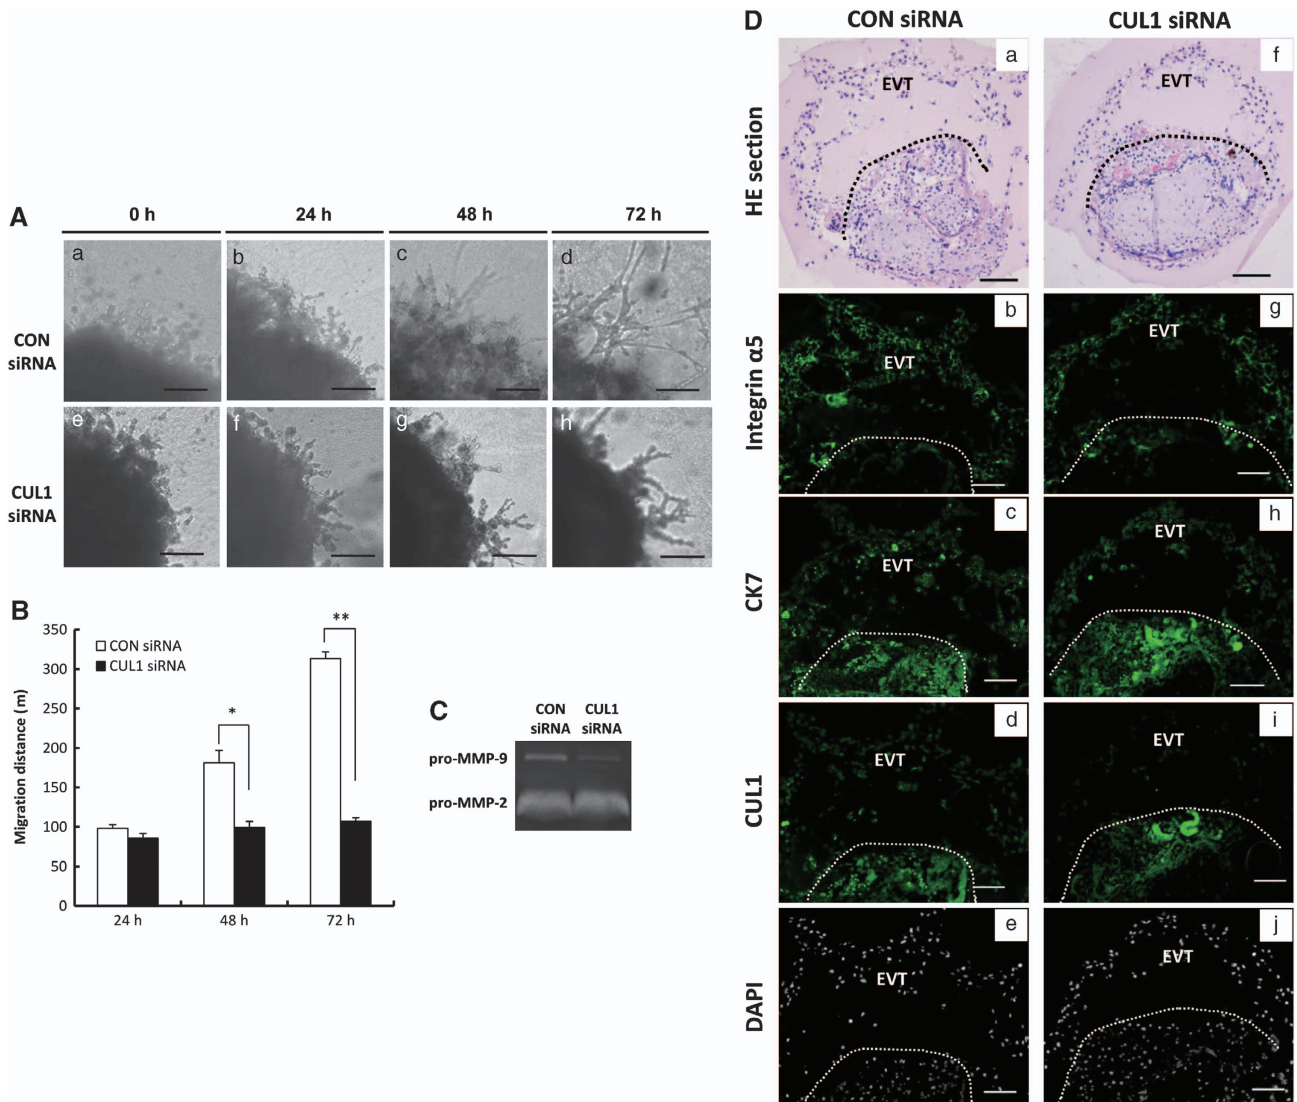 A
0 h
24 h
48 h
72 h
CON
siRNA
a
b
c
d
CUL1
siRNA
e
f
g
h
B
350
300
250
200
150
100
50
0
Migration distance (m)
CON siRNA
CUL1 siRNA
*
**
24 h
48 h
72 h
C
CON
siRNA
CUL1
siRNA
pro-MMP-9
pro-MMP-2
D
CON siRNA
CUL1 siRNA
HE section
a
EVT
f
EVT
Integrin α5
b
EVT
g
EVT
CK7
c
EVT
h
EVT
CUL1
d
EVT
i
EVT
DAPI
e
EVT
j
EVT